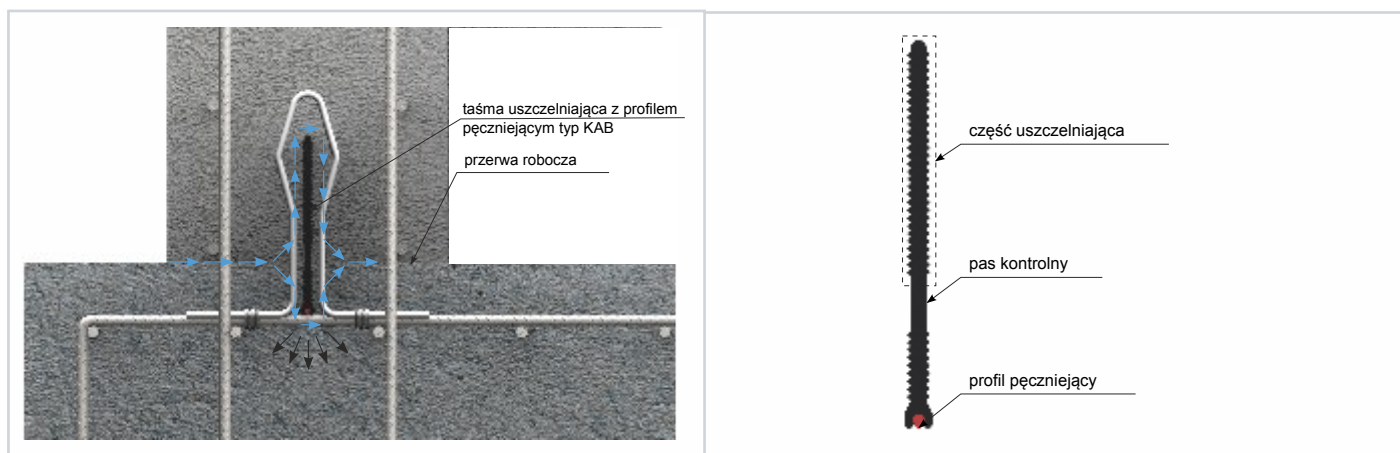 taśma uszczelniająca z profilem
pęczniejącym typ KAB
przerwa robocza
część uszczelniająca
pas kontrolny
profil pęczniejący